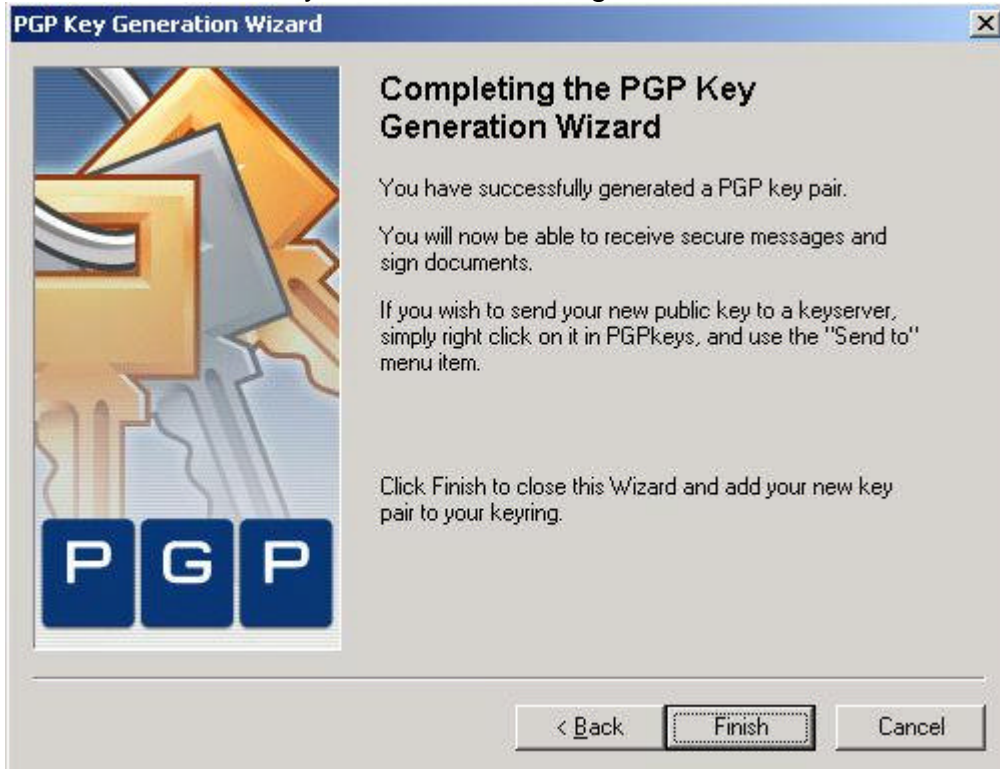 PGP Key Generation Wizard
Completing the PGP Key
Generation Wizard
You have successfully generated a PGP key pair.
You will now be able to receive secure messages and
sign documents.
If you wish to send your new public key to a keyserver,
simply right click on it in PGPkeys, and use the "Send to"
menu item.
Click Finish to close this Wizard and add your new key
pair to your keyring.
P G P
< Back Finish Cancel